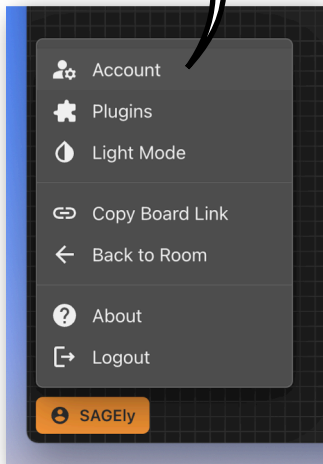 Account
Plugins
Light Mode
Copy Board Link
Back to Room
About
Logout
SAGEly